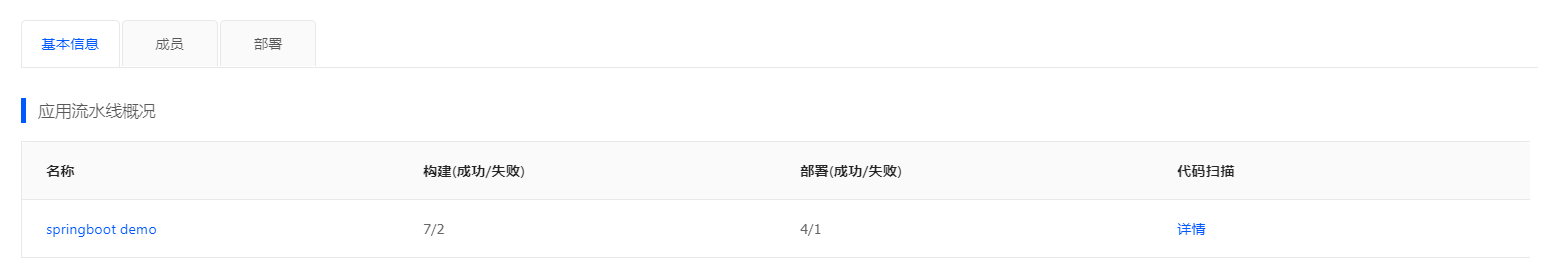 基本信息 成员 部署
应用流水线概况
名称 构建(成功/失败) 部署(成功/失败) 代码扫描
springboot demo 7/2 4/1 详情